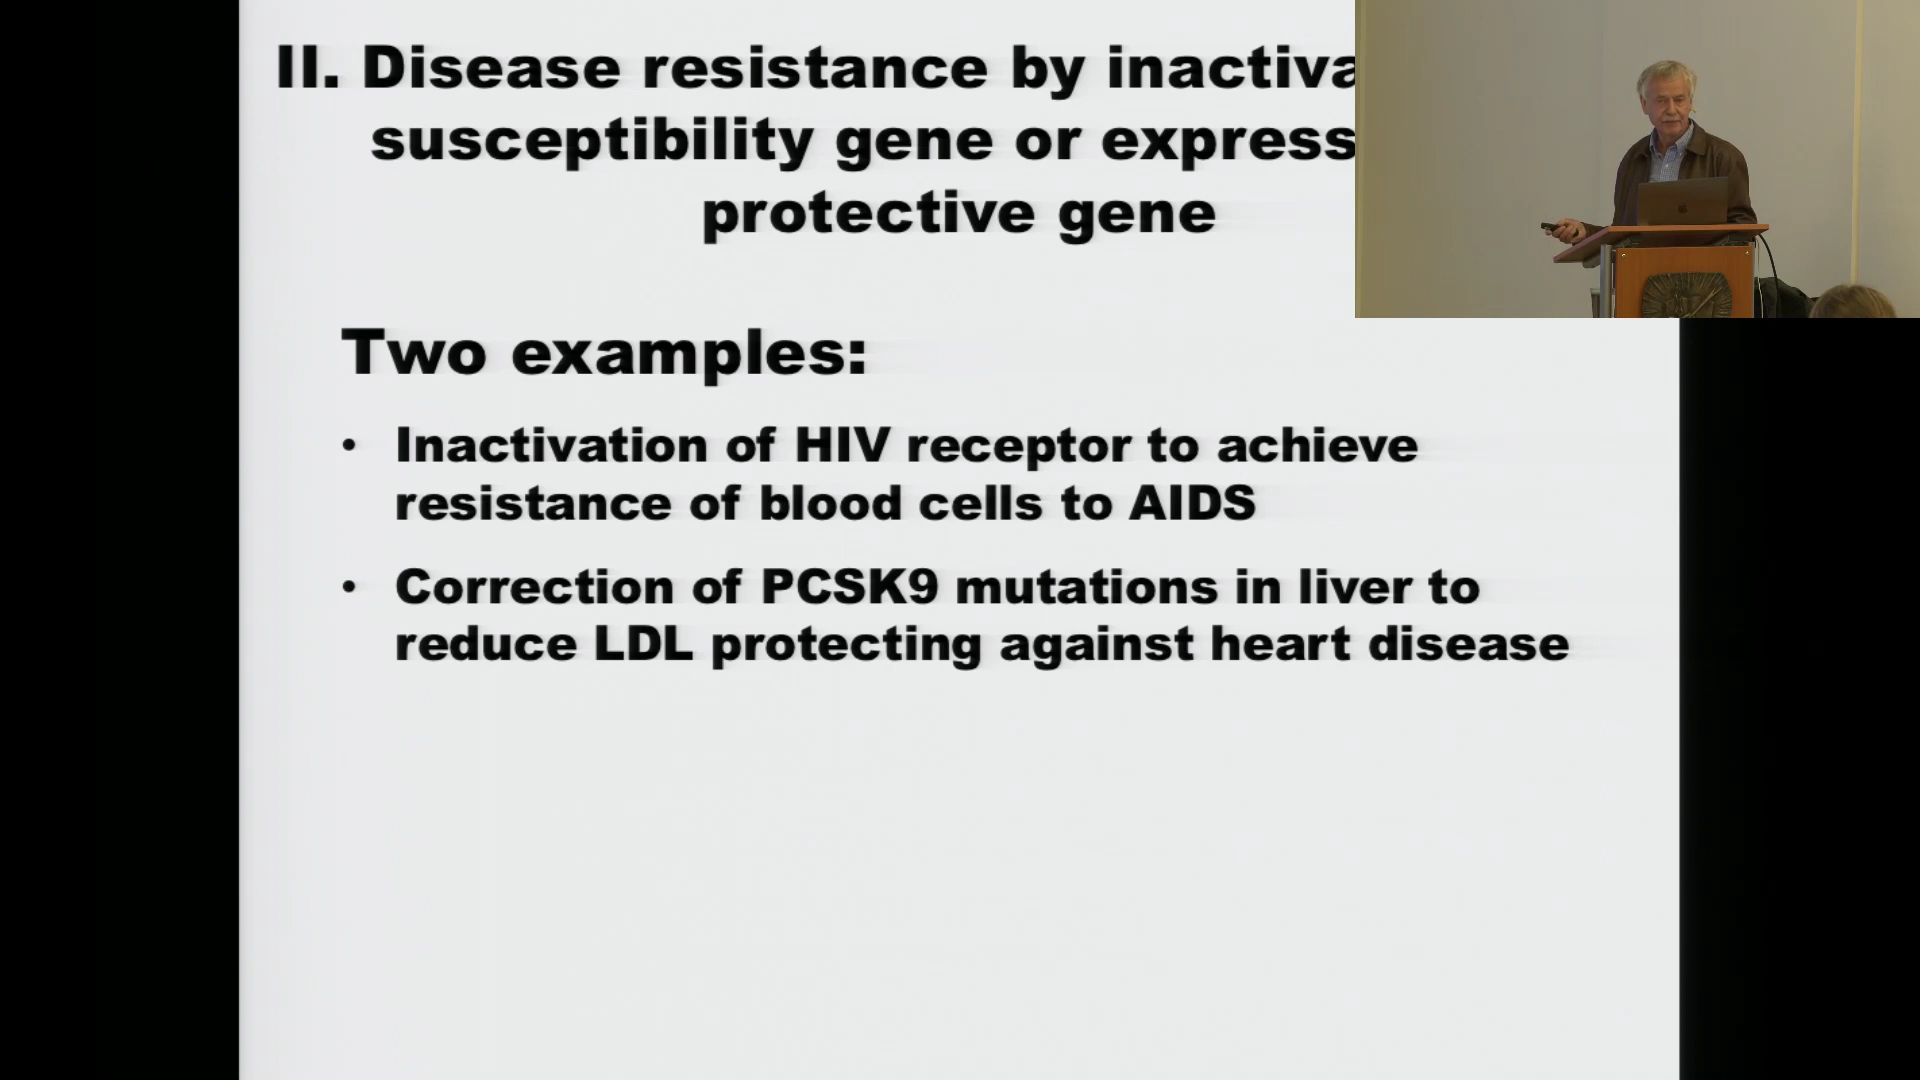 II. Disease resistance by inactiva
susceptibility gene or express
protective gene
Two examples:
• Inactivation of HIV receptor to achieve
resistance of blood cells to AIDS
• Correction of PCSK9 mutations in liver to
reduce LDL protecting against heart disease